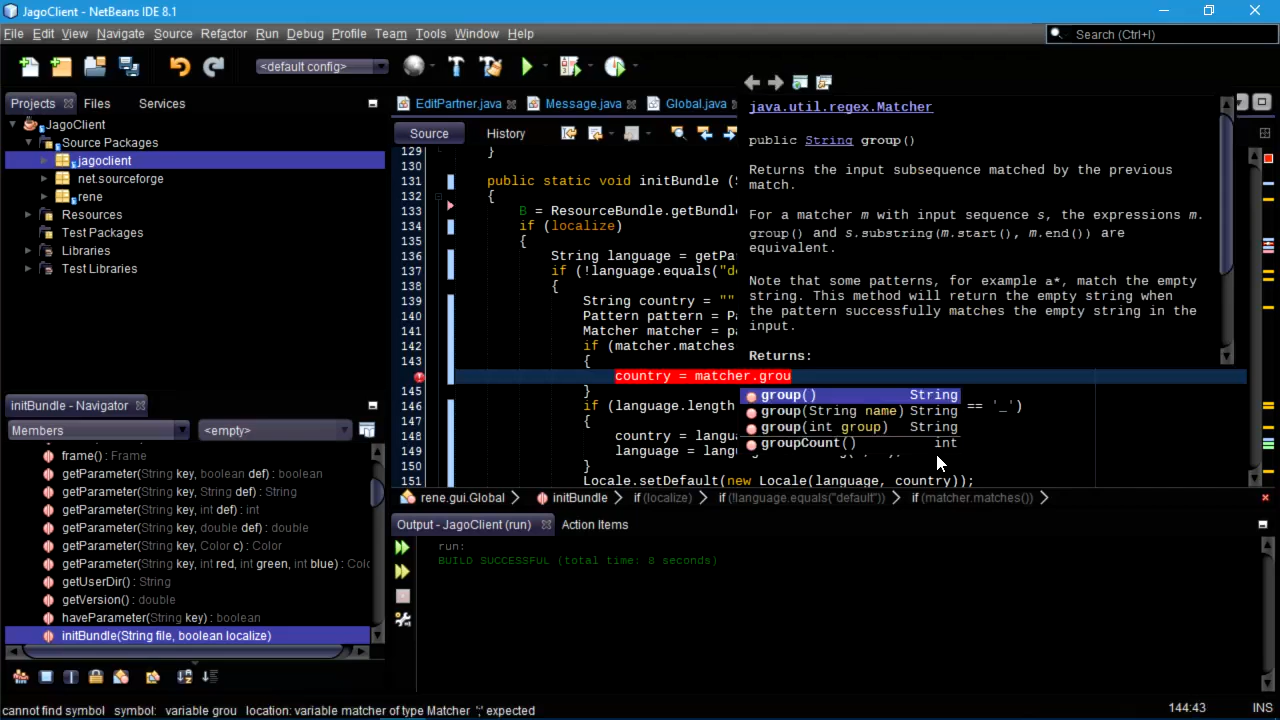 JagoClient - NetBeans IDE 8.1
File Edit View Navigate Source Refactor Run Debug Profile Team Tools Window Help
Search (Ctrl+I)
<default config>
Projects Files Services
JagoClient
Source Packages
jagoclient
net.sourceforge
rene
Resources
Test Packages
Libraries
Test Libraries
EditPartner.java Message.java Global.java
Source History
129 }
130
131 public static void initBundle (S
132 {
133 B = ResourceBundle.getBundl
134 if (localize)
135 {
136 String language = getPa
137 if (!language.equals("de
138 {
139 String country = ""
140 Pattern pattern = Pa
141 Matcher matcher = pa
142 if (matcher.matches
143 {
country = matcher.grou
145 }
146 if (language.length == '_')
147 {
148 country = langu
149 language = langu
150 }
151 Locale.setDefault(new Locale(language, country));
java.util.regex.Matcher
public String group()
Returns the input subsequence matched by the previous
match.
For a matcher m with input sequence s, the expressions m.
group() and s.substring(m.start(), m.end()) are
equivalent.
Note that some patterns, for example a*, match the empty
string. This method will return the empty string when
the pattern successfully matches the empty string in the
input.
Returns:
group() String
group(String name) String
group(int group) String
groupCount() int
rene.gui.Global initBundle if (localize) if (!language.equals("default")) if (matcher.matches())
initBundle - Navigator
Members <empty>
frame() : Frame
getParameter(String key, boolean def) : boolean
getParameter(String key, String def) : String
getParameter(String key, int def) : int
getParameter(String key, double def) : double
getParameter(String key, Color c) : Color
getParameter(String key, int red, int green, int blue) : Colo
getUserDir() : String
getVersion() : double
haveParameter(String key) : boolean
initBundle(String file, boolean localize)
Output - JagoClient (run) Action Items
run:
BUILD SUCCESSFUL (total time: 0 seconds)
cannot find symbol symbol: variable grou location: variable matcher of type Matcher ';' expected
144:43 INS